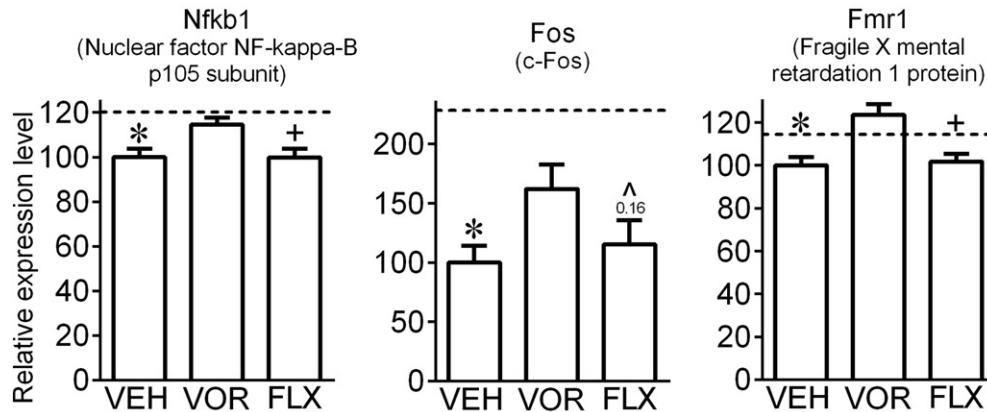 Nfkb1
(Nuclear factor NF-kappa-B
p105 subunit)
Relative expression level
120
100
80
60
40
20
0
*
+
VEH VOR FLX
Fos
(c-Fos)
200
150
100
50
0
*
^
0.16
VEH VOR FLX
Fmr1
(Fragile X mental
retardation 1 protein)
120
100
80
60
40
20
0
*
+
VEH VOR FLX